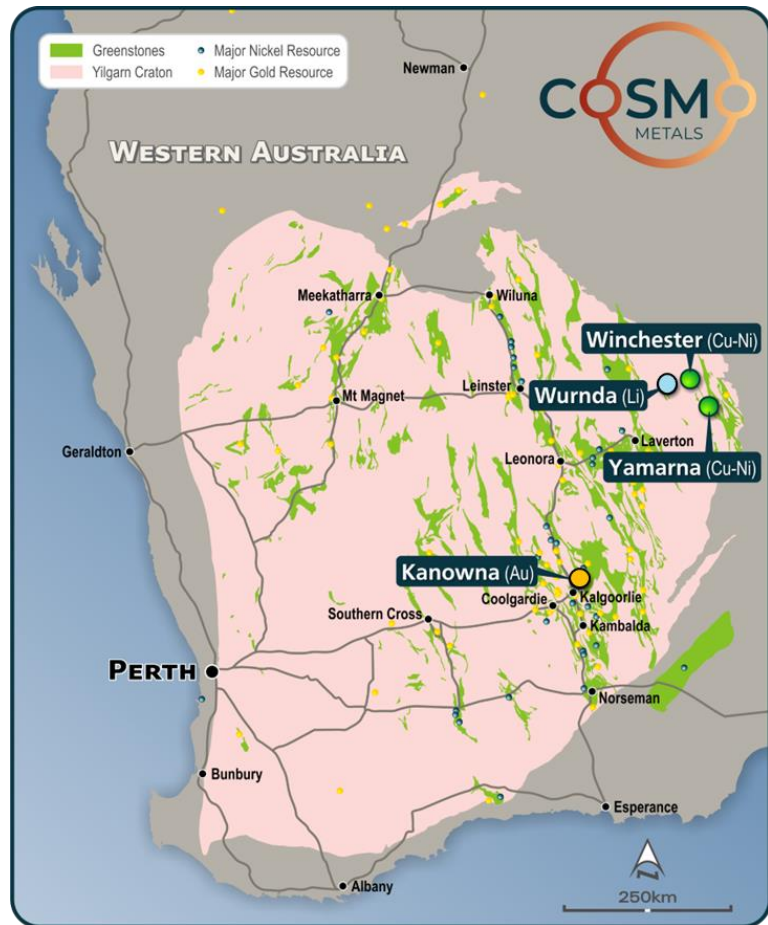 Greenstones
Major Nickel Resource
Yilgarn Craton
Major Gold Resource
COSMO
METALS
Newman
WESTERN AUSTRALIA
Meekatharra
Wiluna
Winchester (Cu-Ni)
Wurnda (Li)
Leinster
Mt Magnet
Yamarna (Cu-Ni)
Laverton
Geraldton
Leonora
Kanowna (Au)
Kalgoorlie
Coolgardie
Southern Cross
Kambalda
PERTH
Norseman
Bunbury
Esperance
Albany
N
250km